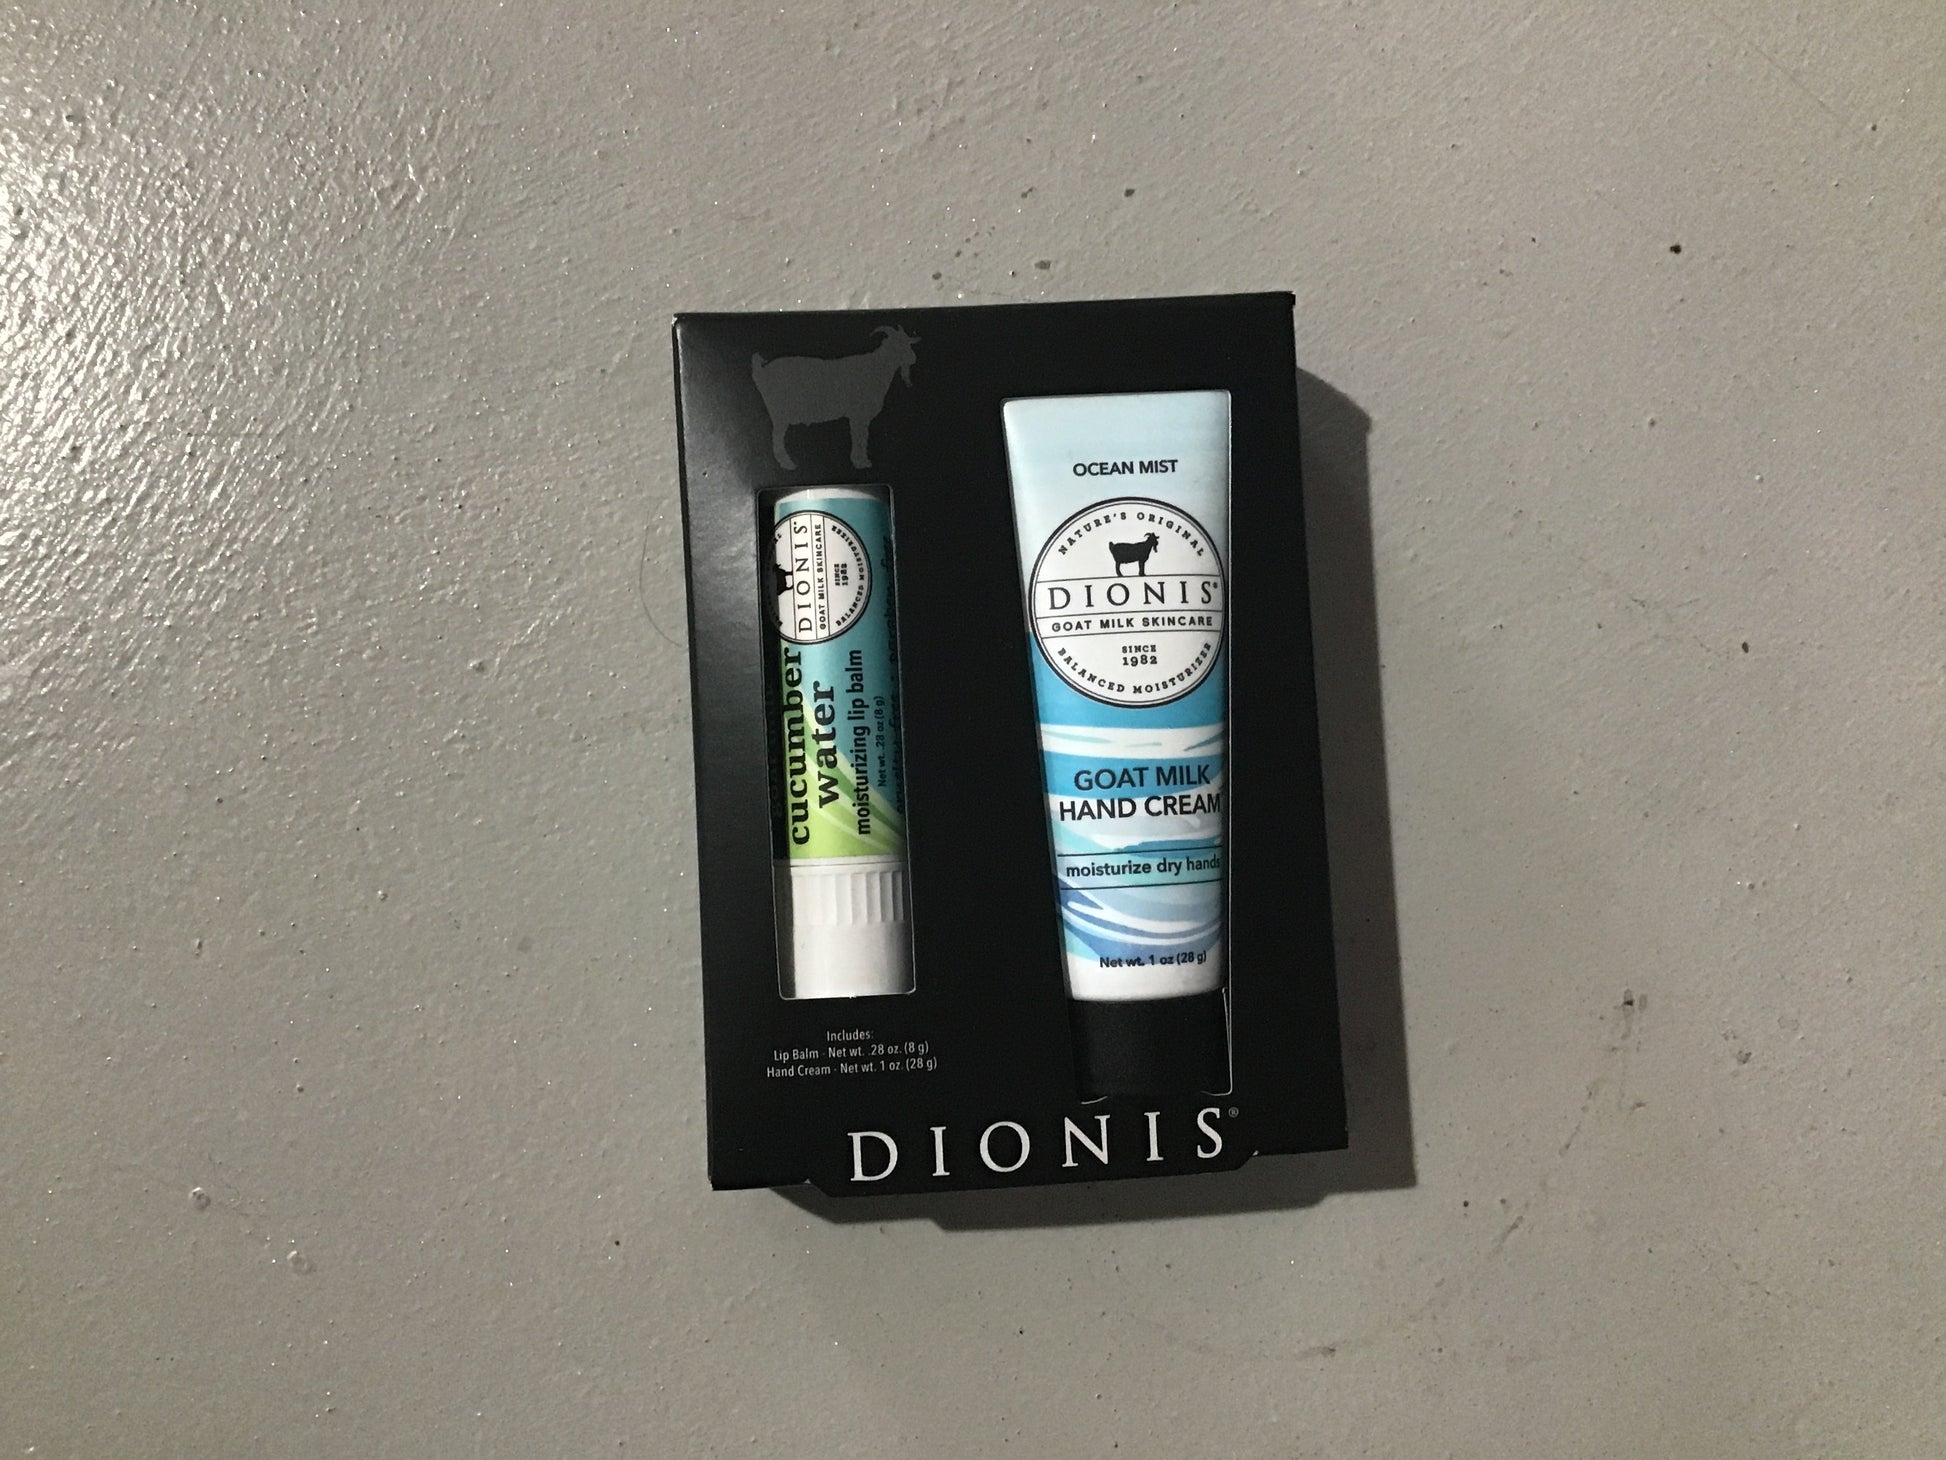 DIONIS
GOAT MILK SKINCARE
SINCE
1982
BALANCED MOISTURIZER
cucumber
water
moisturizing lip balm
Net wt. .28 oz (8 g)
OCEAN MIST
NATURE'S ORIGINAL
DIONIS®
GOAT MILK SKINCARE
SINCE
1982
BALANCED MOISTURIZER
GOAT MILK
HAND CREAM
moisturize dry hands
Net wt. 1 oz (28 g)
Includes:
Lip Balm - Net wt. .28 oz. (8 g)
Hand Cream - Net wt. 1 oz. (28 g)
DIONIS®